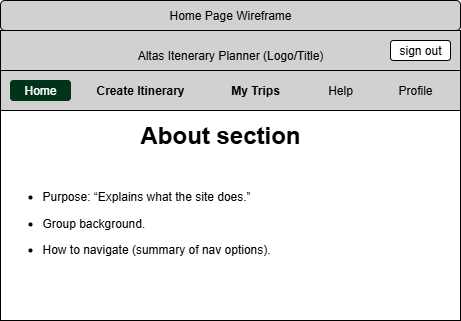 Home Page Wireframe
Altas Itenerary Planner (Logo/Title)
sign out
Home Create Itinerary My Trips Help Profile
About section
• Purpose: “Explains what the site does.”
• Group background.
• How to navigate (summary of nav options).